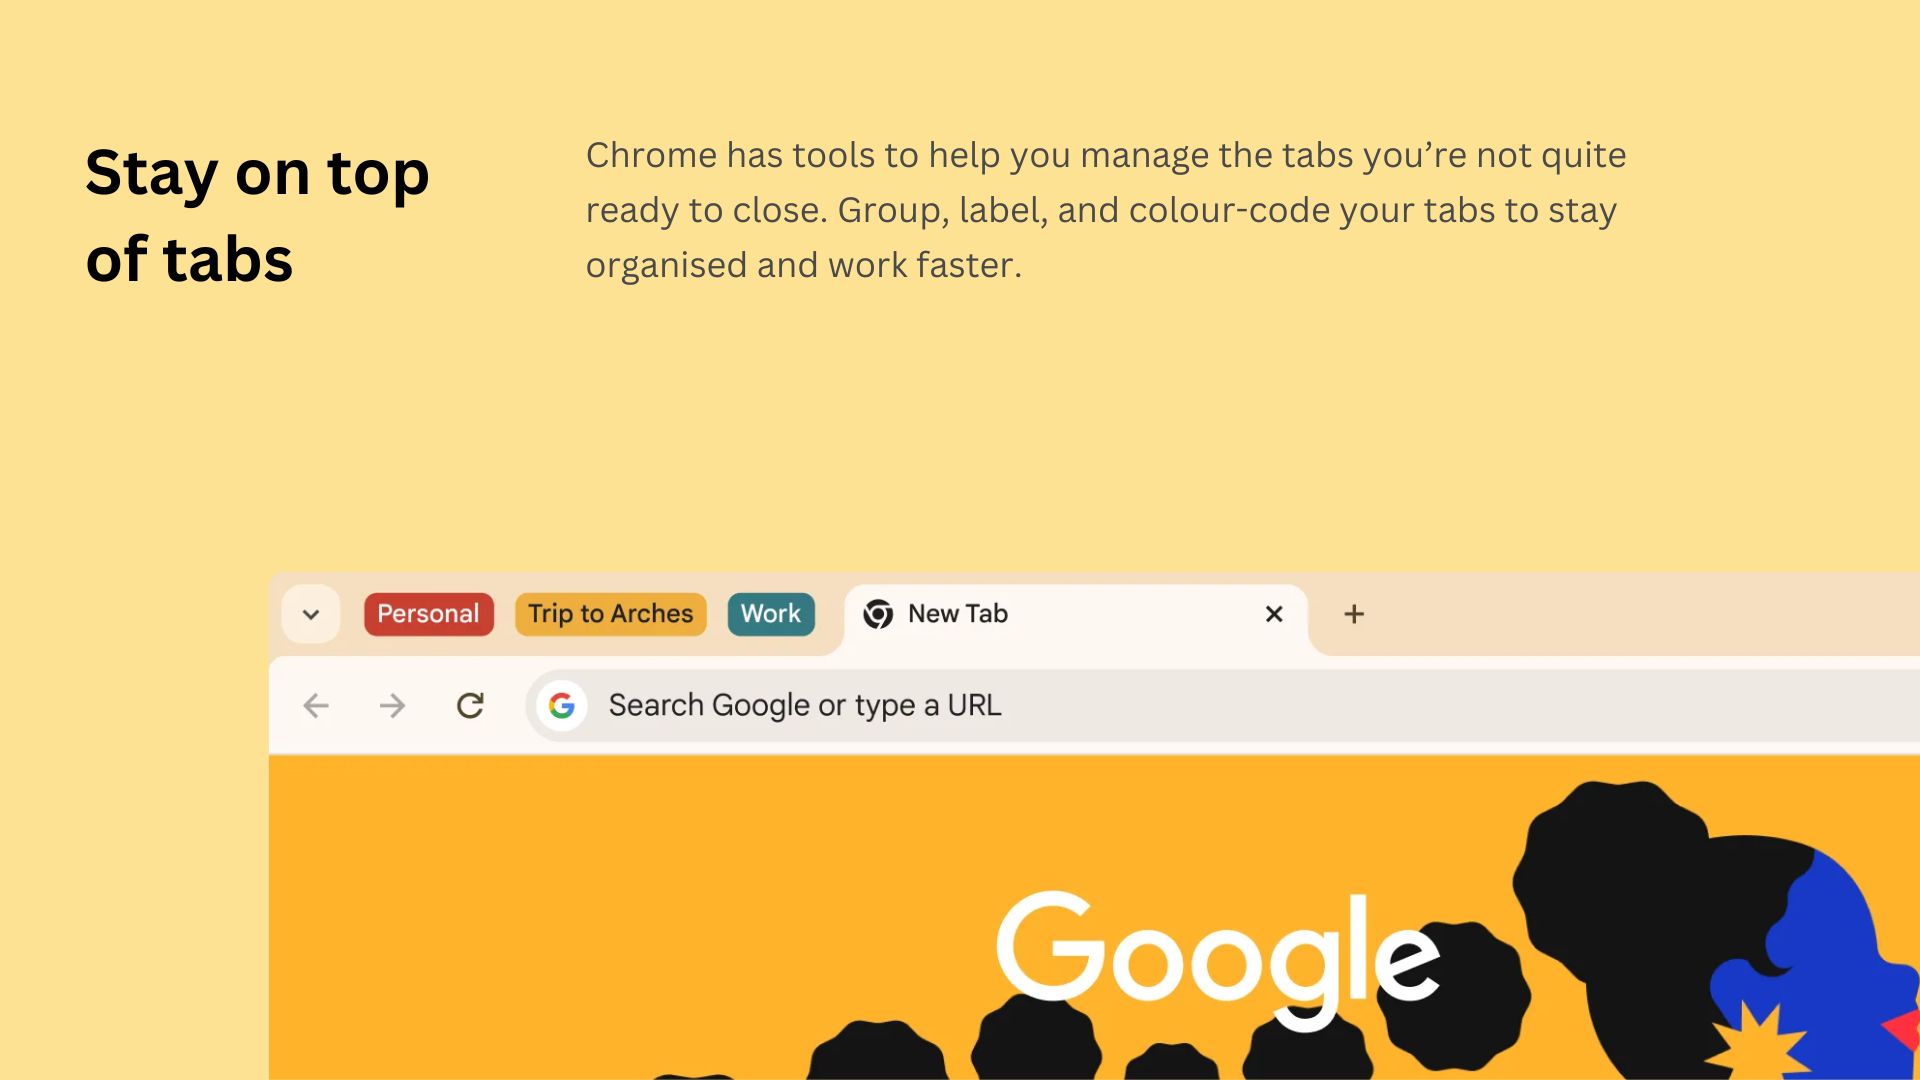 Stay on top
of tabs
Chrome has tools to help you manage the tabs you’re not quite
ready to close. Group, label, and colour-code your tabs to stay
organised and work faster.
Personal
Trip to Arches
Work
New Tab
Search Google or type a URL
Google